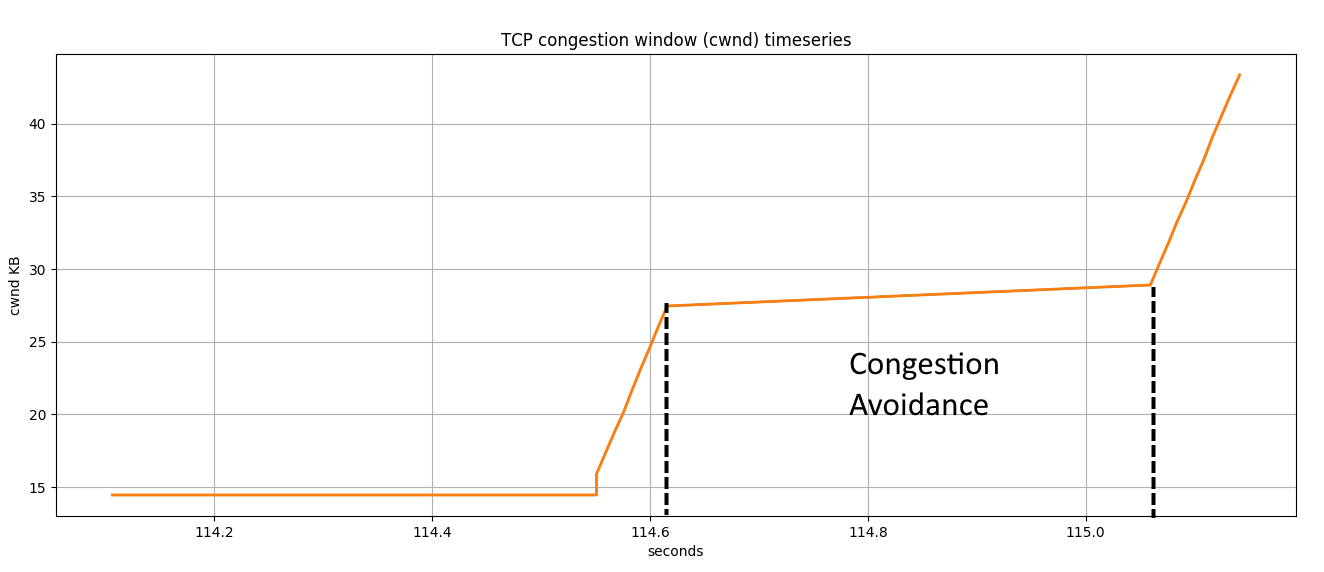 TCP congestion window (cwnd) timeseries
cwnd KB
40
35
30
25
20
15
Congestion
Avoidance
114.2
114.4
114.6
114.8
115.0
seconds